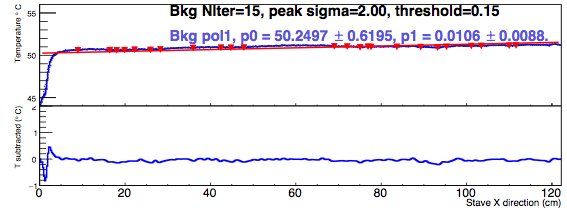 Bkg NIter=15, peak sigma=2.00, threshold=0.15
Bkg pol1, p0 = 50.2497 ± 0.6195, p1 = 0.0106 ± 0.0088.
Temperature (° C)
55
50
45
T subtracted (° C)
2
1
0
−1
0 20 40 60 80 100 120
Stave X direction (cm)